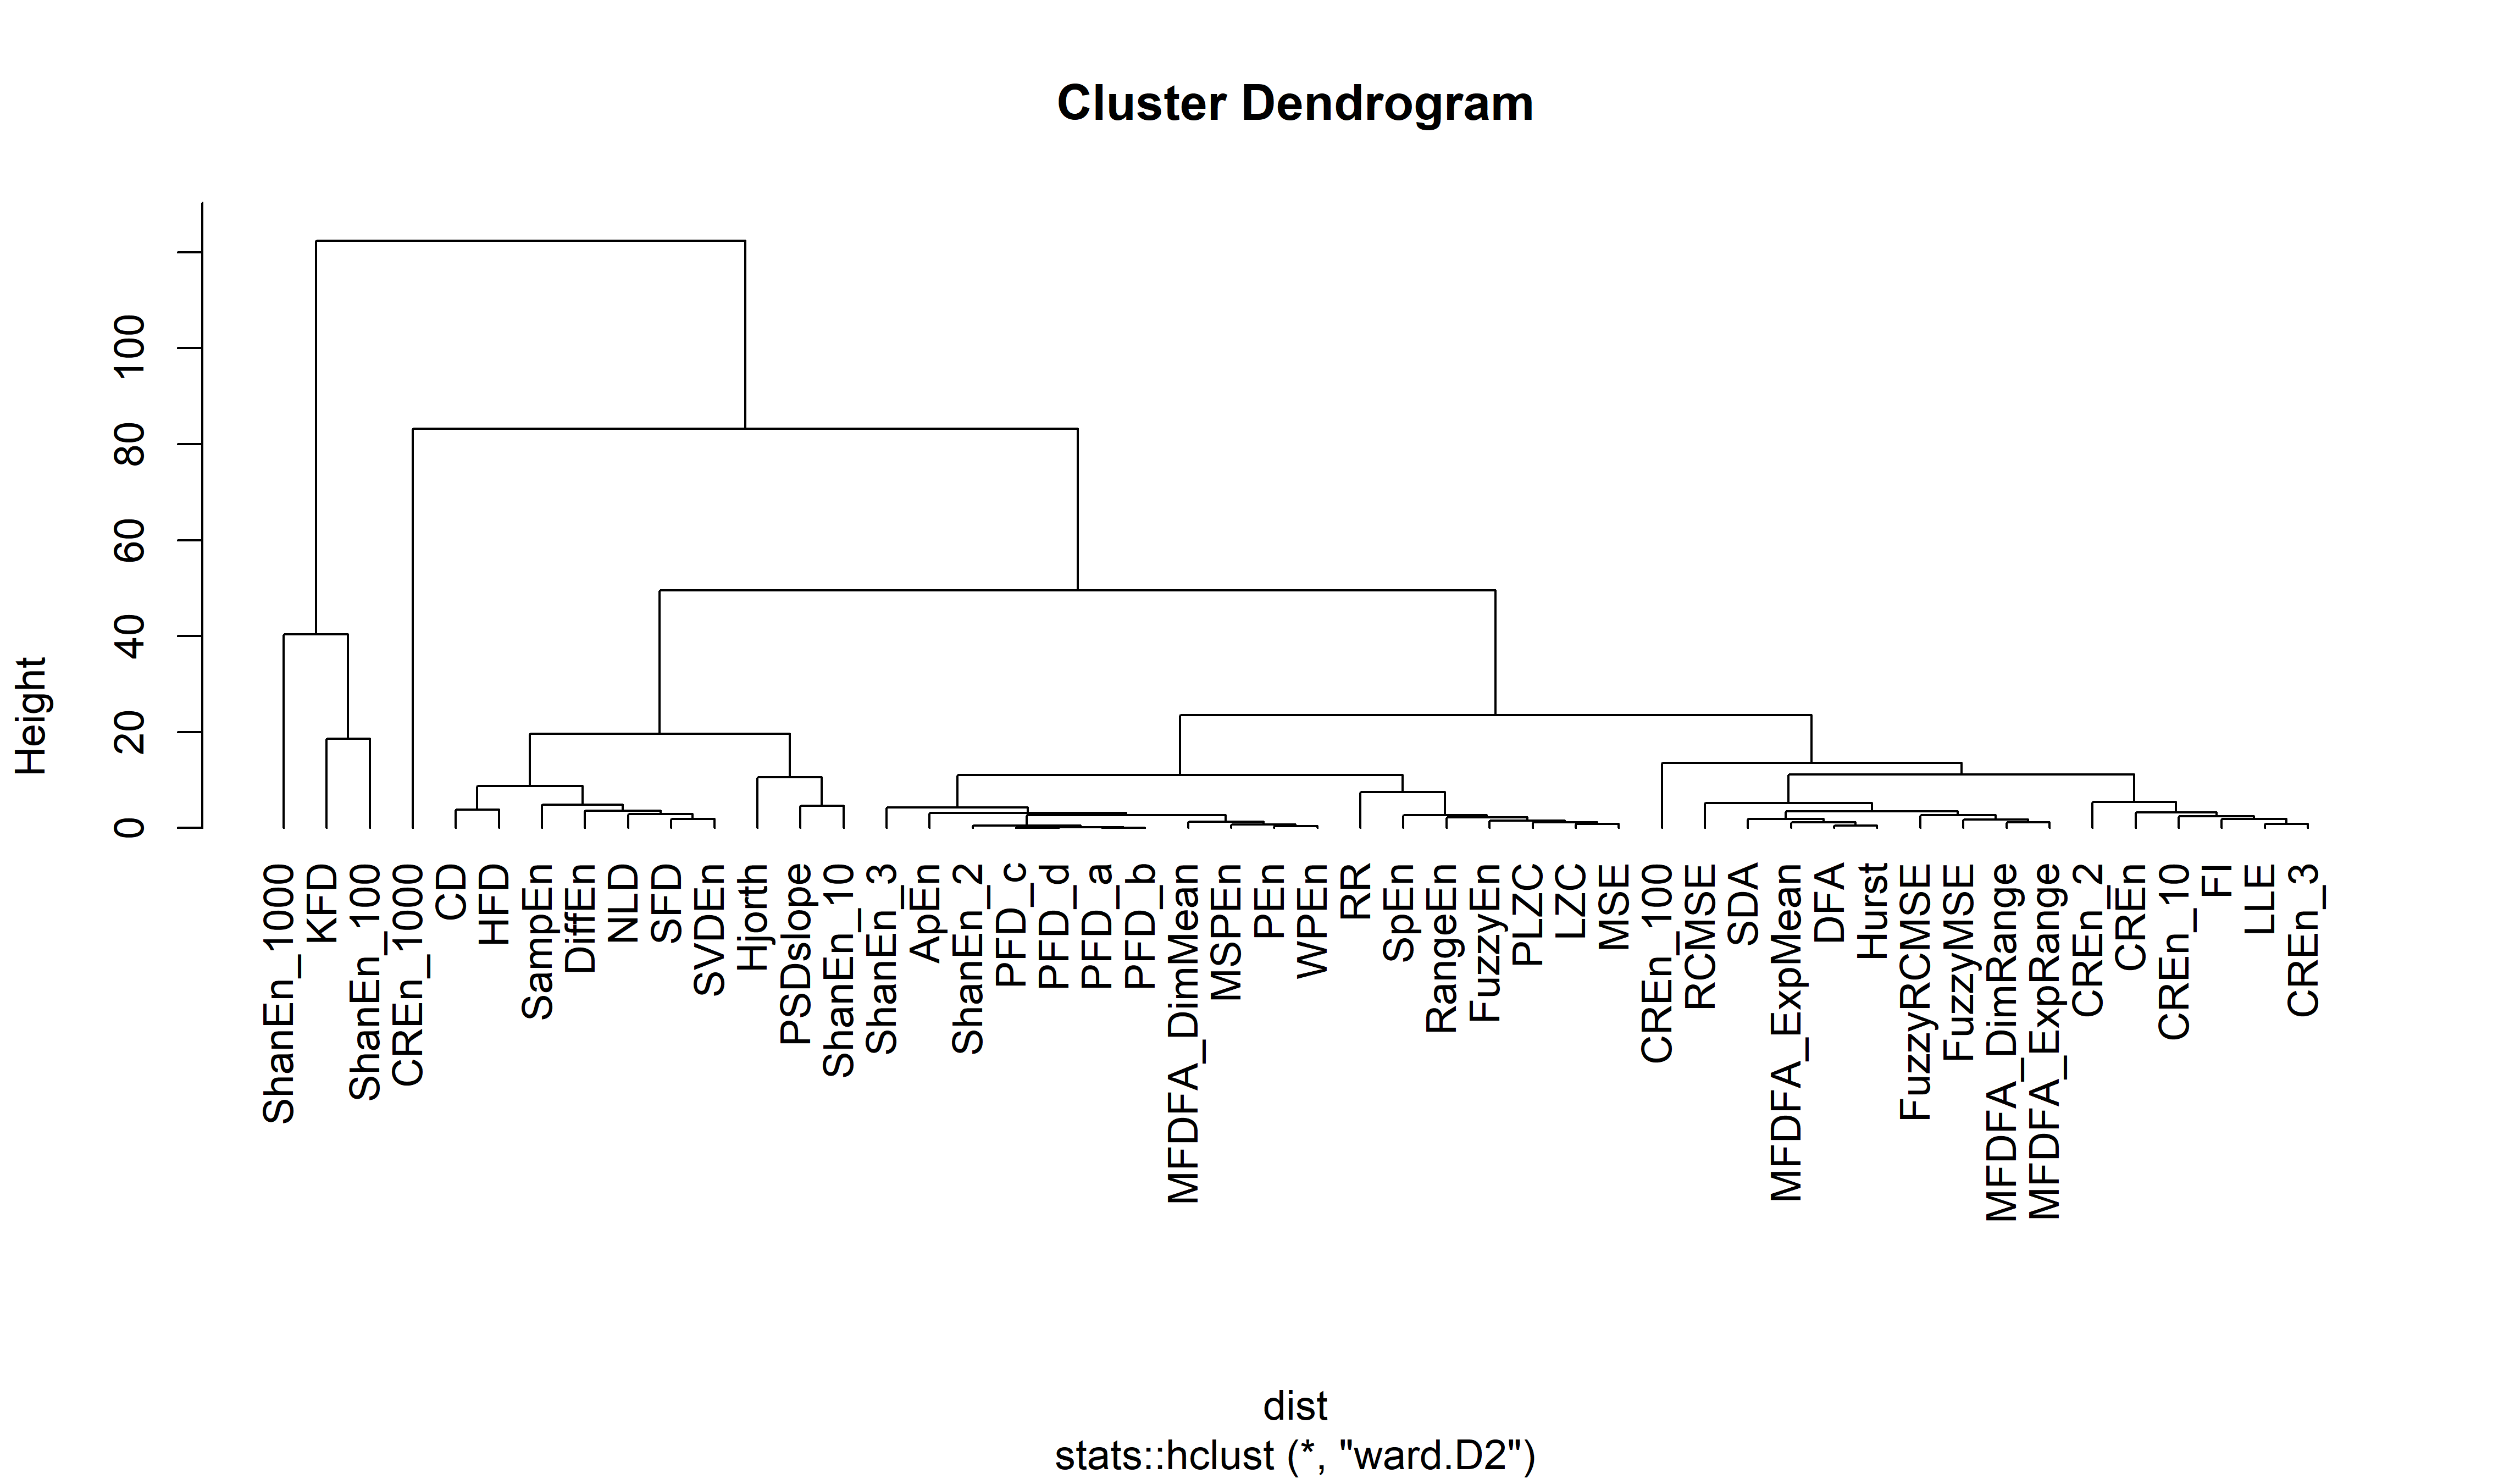 Cluster Dendrogram
Height
0
20
40
60
80
100
ShanEn_1000
KFD
ShanEn_100
CREn_1000
CD
HFD
SampEn
DiffEn
NLD
SFD
SVDEn
Hjorth
PSDslope
ShanEn_10
ShanEn_3
ApEn
ShanEn_2
PFD_c
PFD_d
PFD_a
PFD_b
MFDFA_DimMean
MSPEn
PEn
WPEn
RR
SpEn
RangeEn
FuzzyEn
PLZC
LZC
MSE
CREn_100
RCMSE
SDA
MFDFA_ExpMean
DFA
Hurst
FuzzyRCMSE
FuzzyMSE
MFDFA_DimRange
MFDFA_ExpRange
CREn_2
CREn
CREn_10
FI
LLE
CREn_3
dist
stats::hclust (*, "ward.D2")